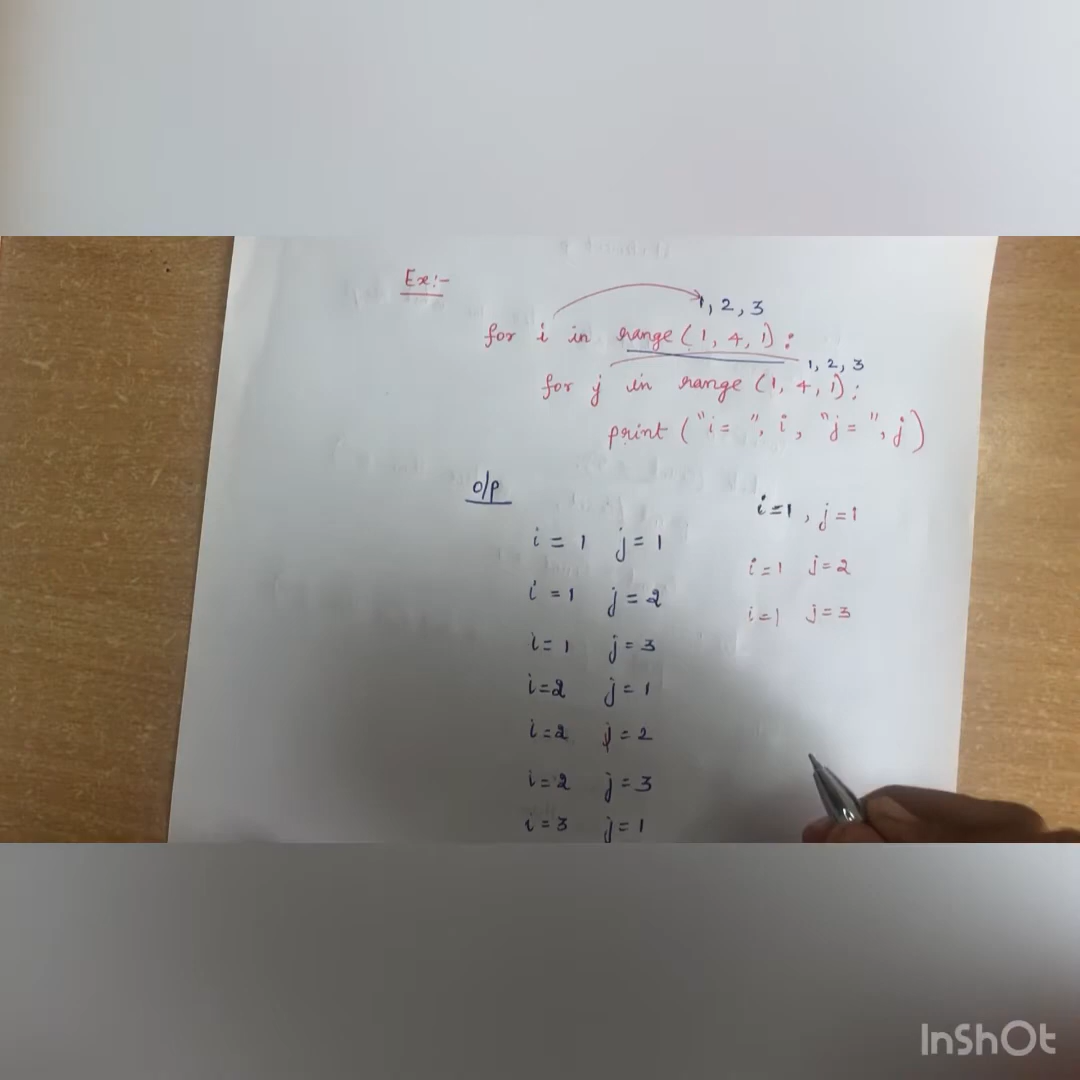 Ex:-
1, 2, 3
for i in range (1, 4, 1):
1, 2, 3
for j in range (1, 4, 1):
print ("i= ", i, "j= ", j)
o/p
i = 1 j = 1
i = 1 j = 2
i = 1 j = 3
i = 2 j = 1
i = 2 j = 2
i = 2 j = 3
i = 3 j = 1
i = 1, j = 1
i = 1 j = 2
i = 1 j = 3
InShOt